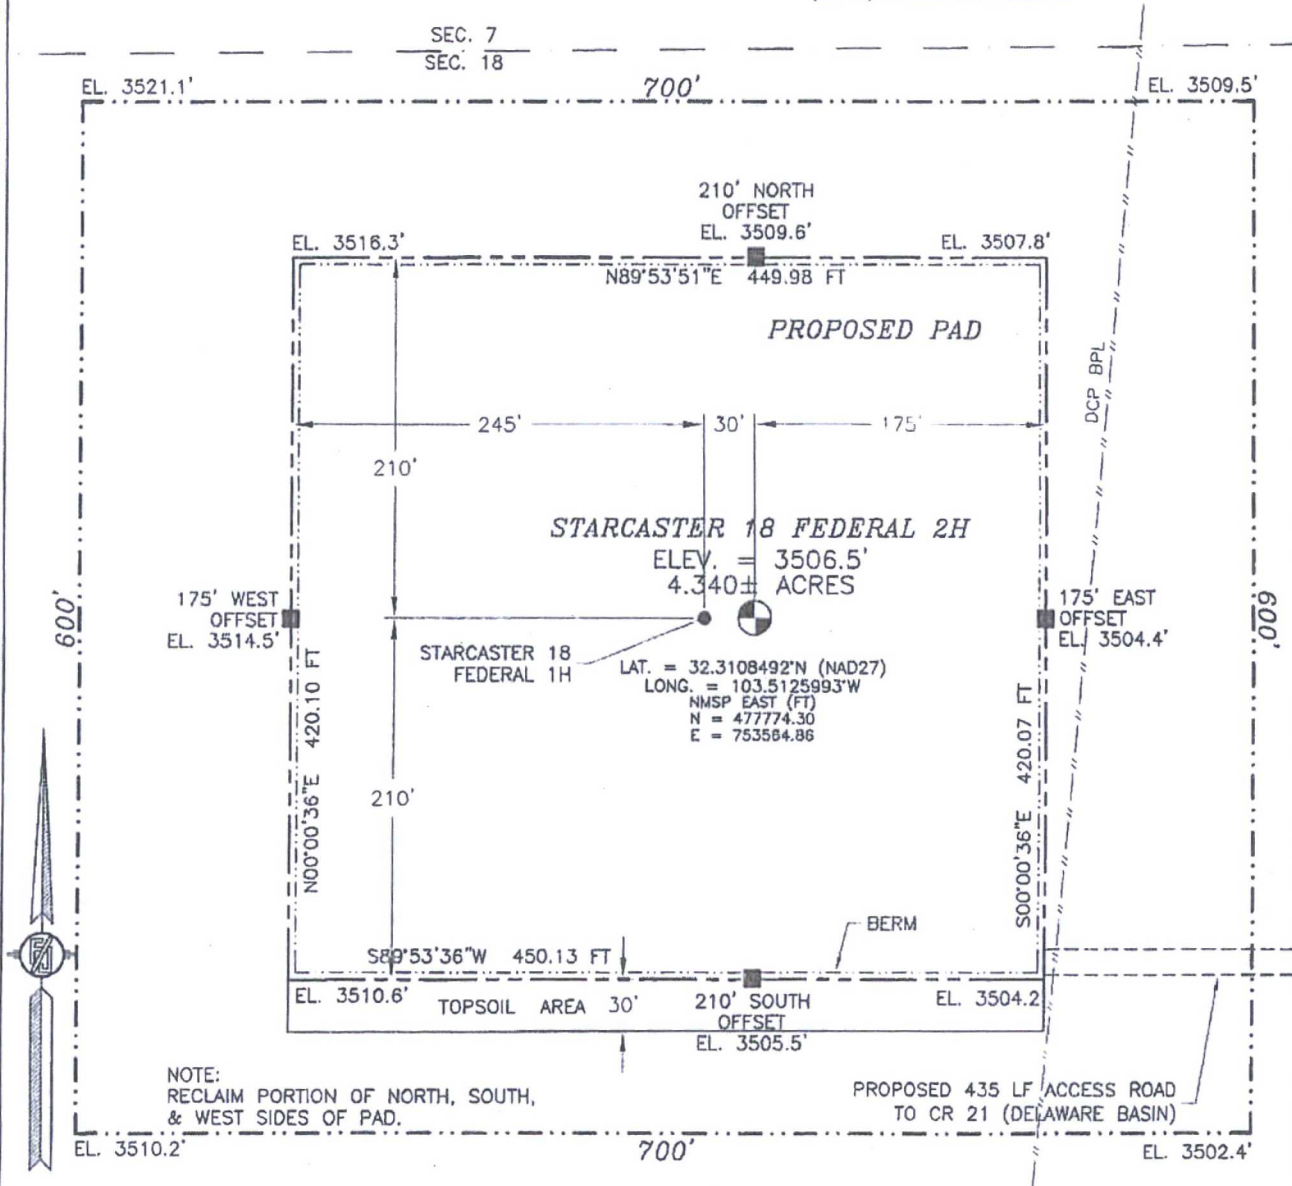 SEC. 7
SEC. 18
EL. 3521.1'
700'
EL. 3509.5'
210' NORTH
OFFSET
EL. 3509.6'
EL. 3516.3'
EL. 3507.8'
N89°53'51"E 449.98 FT
PROPOSED PAD
DCP BPL
245'
30'
175'
210'
STARCASTER 18 FEDERAL 2H
ELEV. = 3506.5'
4.340± ACRES
175' WEST
OFFSET
EL. 3514.5'
175' EAST
OFFSET
EL. 3504.4'
600'
600'
STARCASTER 18
FEDERAL 1H
LAT. = 32.3108492°N (NAD27)
LONG. = 103.5125993°W
NMSP EAST (FT)
N = 477774.30
E = 753564.86
N00°00'36"E 420.10 FT
S00°00'36"E 420.07 FT
210'
BERM
S89°53'36"W 450.13 FT
EL. 3510.6'
TOPSOIL AREA 30'
210' SOUTH
OFFSET
EL. 3505.5'
EL. 3504.2
NOTE:
RECLAIM PORTION OF NORTH, SOUTH,
& WEST SIDES OF PAD.
PROPOSED 435 LF ACCESS ROAD
TO CR 21 (DELAWARE BASIN)
EL. 3510.2'
700'
EL. 3502.4'